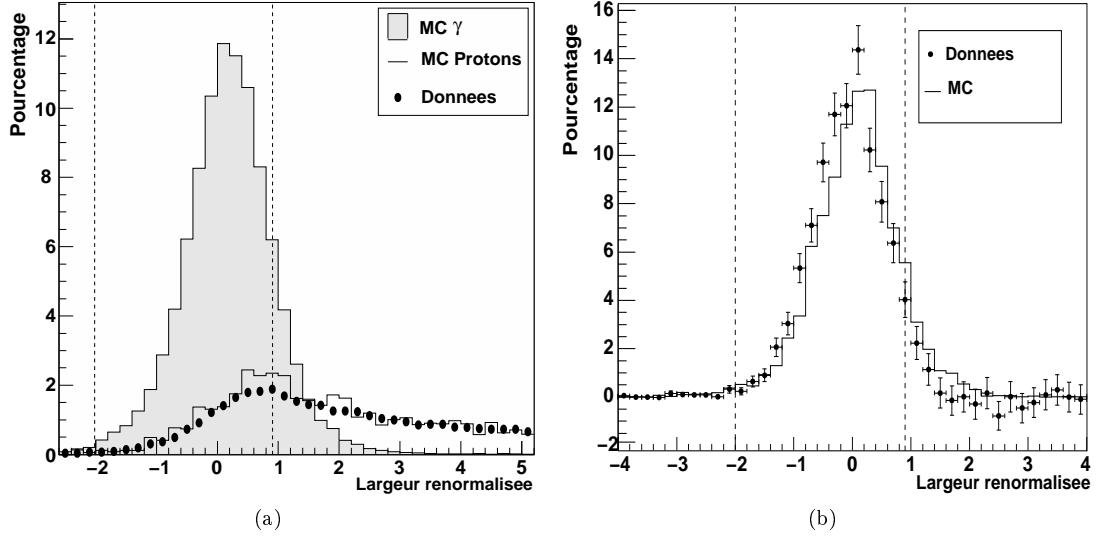 Pourcentage
12
10
8
6
4
2
0
MC γ
MC Protons
Donnees
−2 −1 0 1 2 3 4 5
Largeur renormalisee
(a)
Pourcentage
16
14
12
10
8
6
4
2
0
−2
Donnees
MC
−4 −3 −2 −1 0 1 2 3 4
Largeur renormalisee
(b)